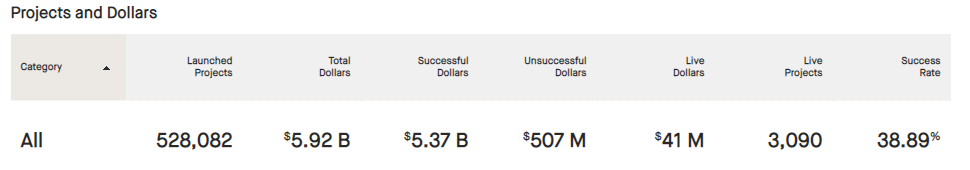 Projects and Dollars
Category ▲ Launched Projects Total Dollars Successful Dollars Unsuccessful Dollars Live Dollars Live Projects Success Rate
All 528,082 $5.92 B $5.37 B $507 M $41 M 3,090 38.89%